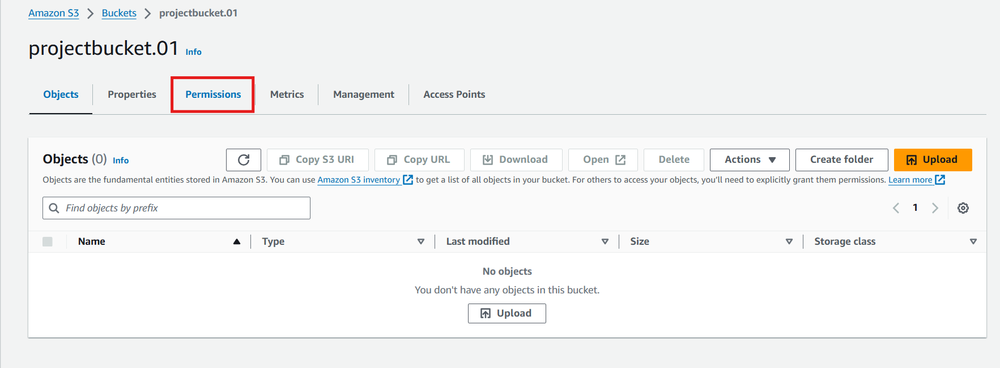 Amazon S3 Buckets projectbucket.01
projectbucket.01 Info
Objects Properties Permissions Metrics Management Access Points
Objects (0) Info Copy S3 URI Copy URL Download Open Delete Actions Create folder Upload
Objects are the fundamental entities stored in Amazon S3. You can use Amazon S3 inventory to get a list of all objects in your bucket. For others to access your objects, you'll need to explicitly grant them permissions. Learn more
Find objects by prefix 1
Name Type Last modified Size Storage class
No objects
You don't have any objects in this bucket.
Upload